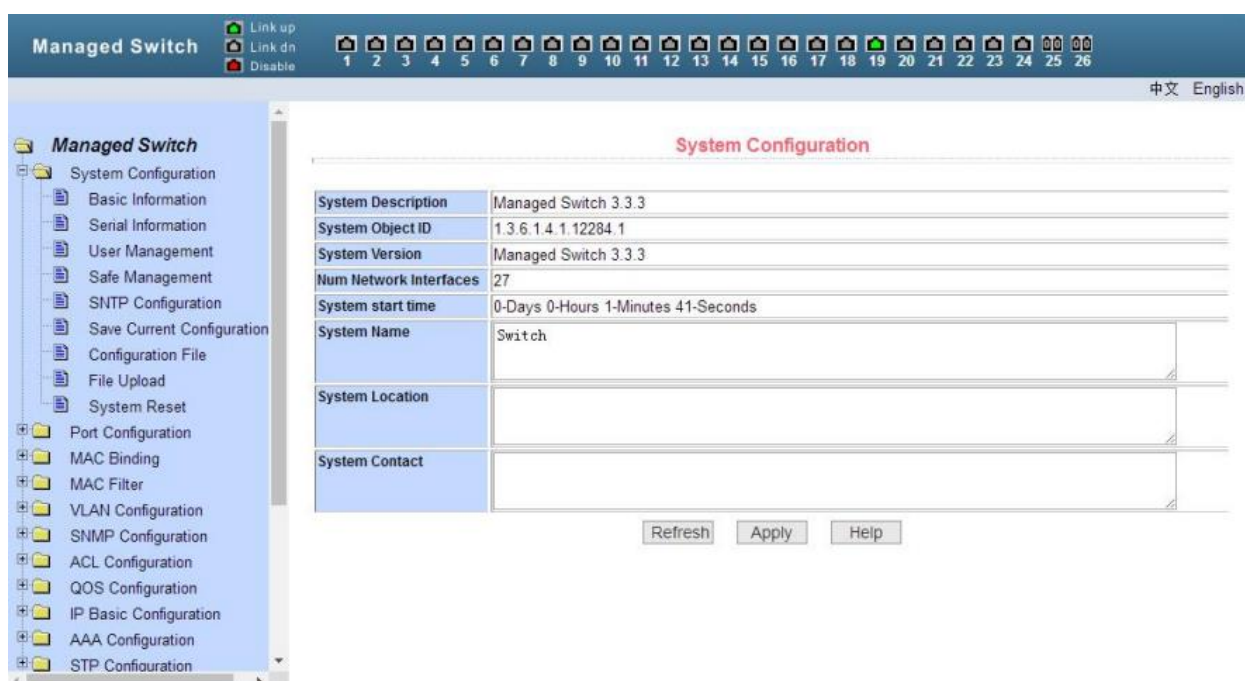 Managed Switch
Link up
Link dn
Disable
1 2 3 4 5 6 7 8 9 10 11 12 13 14 15 16 17 18 19 20 21 22 23 24 25 26
中文 English
Managed Switch
System Configuration
Basic Information
Serial Information
User Management
Safe Management
SNTP Configuration
Save Current Configuration
Configuration File
File Upload
System Reset
Port Configuration
MAC Binding
MAC Filter
VLAN Configuration
SNMP Configuration
ACL Configuration
QOS Configuration
IP Basic Configuration
AAA Configuration
STP Configuration
System Configuration
System Description Managed Switch 3.3.3
System Object ID 1.3.6.1.4.1.12284.1
System Version Managed Switch 3.3.3
Num Network Interfaces 27
System start time 0-Days 0-Hours 1-Minutes 41-Seconds
System Name Switch
System Location
System Contact
Refresh Apply Help